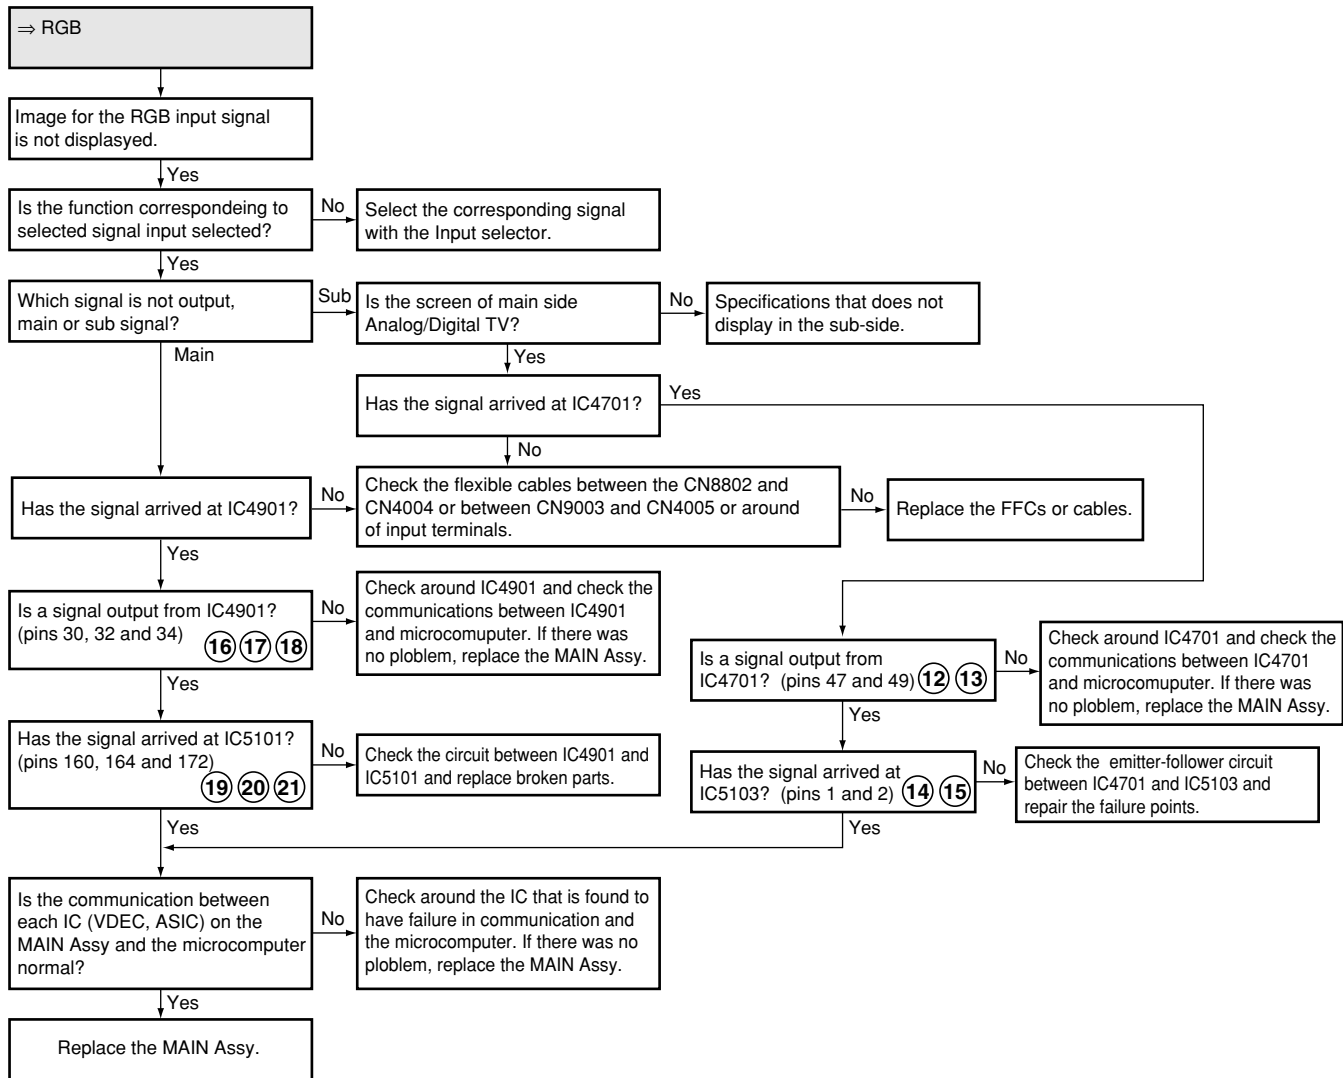 ⇒ RGB
Image for the RGB input signal
is not displasyed.
Yes
Is the function correspondeing to
selected signal input selected?
No
Select the corresponding signal
with the Input selector.
Yes
Which signal is not output,
main or sub signal?
Sub
Is the screen of main side
Analog/Digital TV?
No
Specifications that does not
display in the sub-side.
Main
Yes
Has the signal arrived at IC4701?
Yes
No
Has the signal arrived at IC4901?
No
Check the flexible cables between the CN8802 and
CN4004 or between CN9003 and CN4005 or around
of input terminals.
No
Replace the FFCs or cables.
Yes
Is a signal output from IC4901?
(pins 30, 32 and 34) 16 17 18
No
Check around IC4901 and check the
communications between IC4901
and microcomuputer. If there was
no ploblem, replace the MAIN Assy.
Is a signal output from
IC4701? (pins 47 and 49) 12 13
No
Check around IC4701 and check the
communications between IC4701
and microcomuputer. If there was
no ploblem, replace the MAIN Assy.
Yes
Yes
Has the signal arrived at IC5101?
(pins 160, 164 and 172)
19 20 21
No
Check the circuit between IC4901 and
IC5101 and replace broken parts.
Has the signal arrived at
IC5103? (pins 1 and 2) 14 15
No
Check the emitter-follower circuit
between IC4701 and IC5103 and
repair the failure points.
Yes
Yes
Is the communication between
each IC (VDEC, ASIC) on the
MAIN Assy and the microcomputer
normal?
No
Check around the IC that is found to
have failure in communication and
the microcomputer. If there was no
ploblem, replace the MAIN Assy.
Yes
Replace the MAIN Assy.